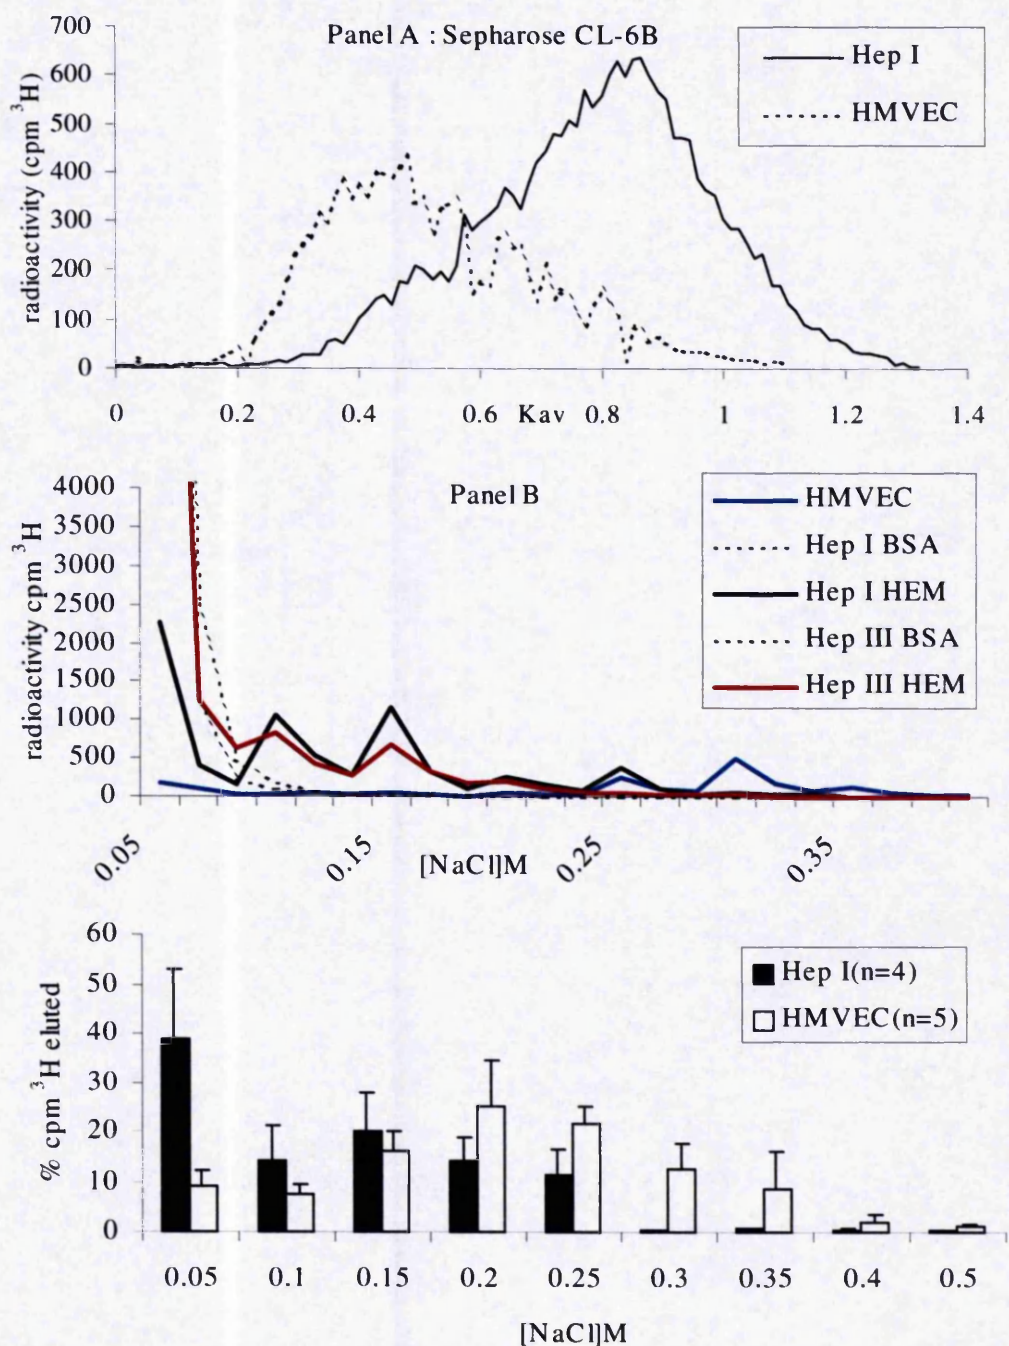 Panel A : Sepharose CL-6B
700
600
500
400
300
200
100
0
radioactivity (cpm ³H)
Hep I
HMVEC
0 0.2 0.4 0.6 Kav 0.8 1 1.2 1.4
Panel B
4000
3500
3000
2500
2000
1500
1000
500
0
radioactivity cpm ³H
HMVEC
Hep I BSA
Hep I HEM
Hep III BSA
Hep III HEM
0.05 0.15 0.25 0.35
[NaCl]M
60
50
40
30
20
10
0
% cpm ³H eluted
Hep I(n=4)
HMVEC(n=5)
0.05 0.1 0.15 0.2 0.25 0.3 0.35 0.4 0.5
[NaCl]M